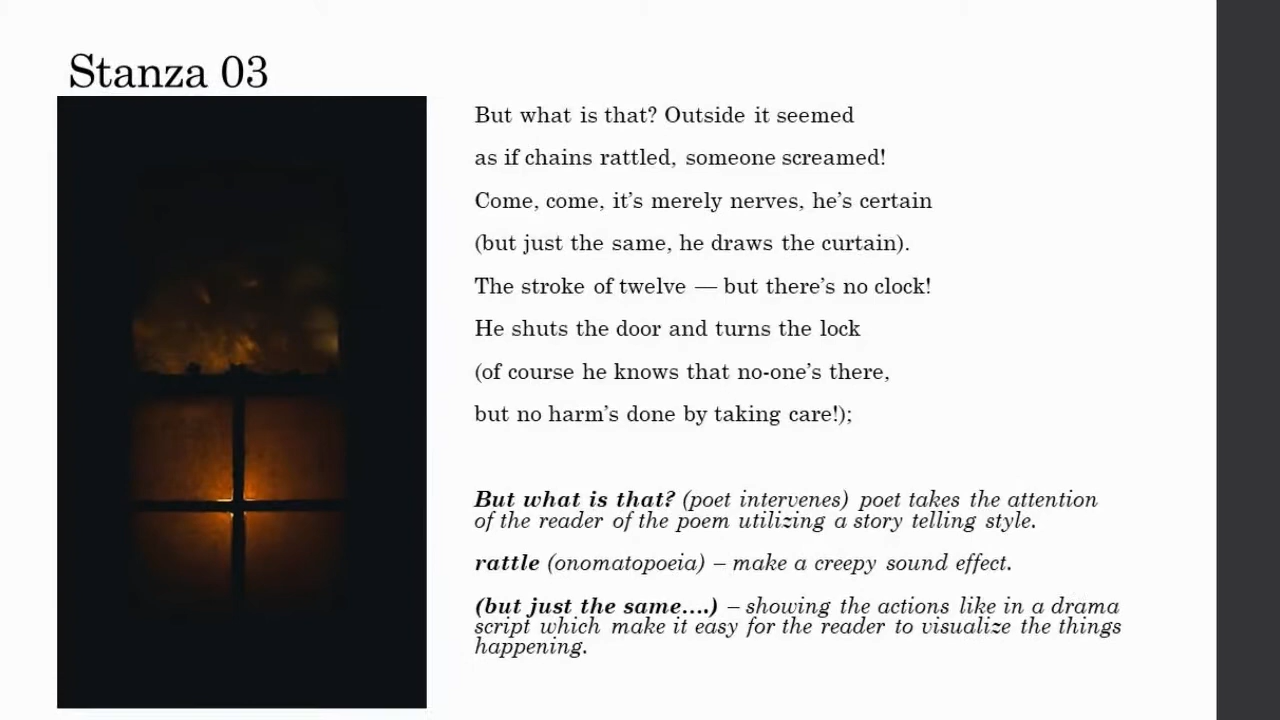 Stanza 03
But what is that? Outside it seemed
as if chains rattled, someone screamed!
Come, come, it’s merely nerves, he’s certain
(but just the same, he draws the curtain).
The stroke of twelve — but there’s no clock!
He shuts the door and turns the lock
(of course he knows that no-one’s there,
but no harm’s done by taking care!);
But what is that? (poet intervenes) poet takes the attention
of the reader of the poem utilizing a story telling style.
rattle (onomatopoeia) – make a creepy sound effect.
(but just the same….) – showing the actions like in a drama
script which make it easy for the reader to visualize the things
happening.